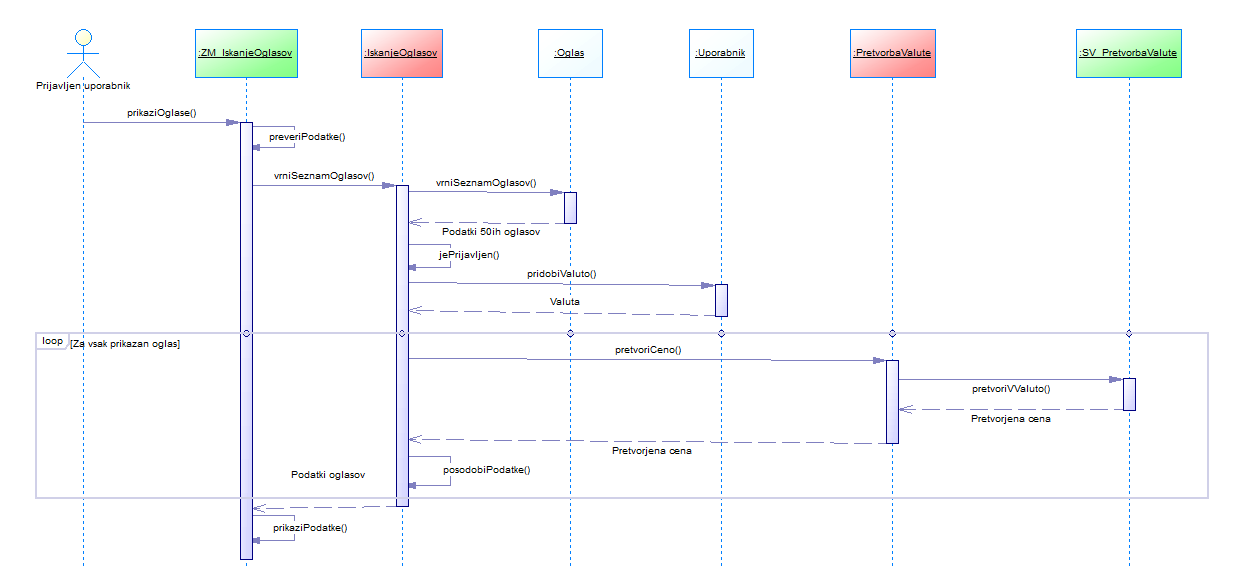 :ZM_IskanjeOglasov
:IskanjeOglasov
:Oglas
:Uporabnik
:PretvorbaValute
:SV_PretvorbaValute
Prijavljen uporabnik
prikaziOglase()
preveriPodatke()
vrniSeznamOglasov()
vrniSeznamOglasov()
Podatki 50ih oglasov
jePrijavljen()
pridobiValuto()
Valuta
loop
[Za vsak prikazan oglas]
pretvoriCeno()
pretvoriVValuto()
Pretvorjena cena
Pretvorjena cena
posodobiPodatke()
Podatki oglasov
prikaziPodatke()